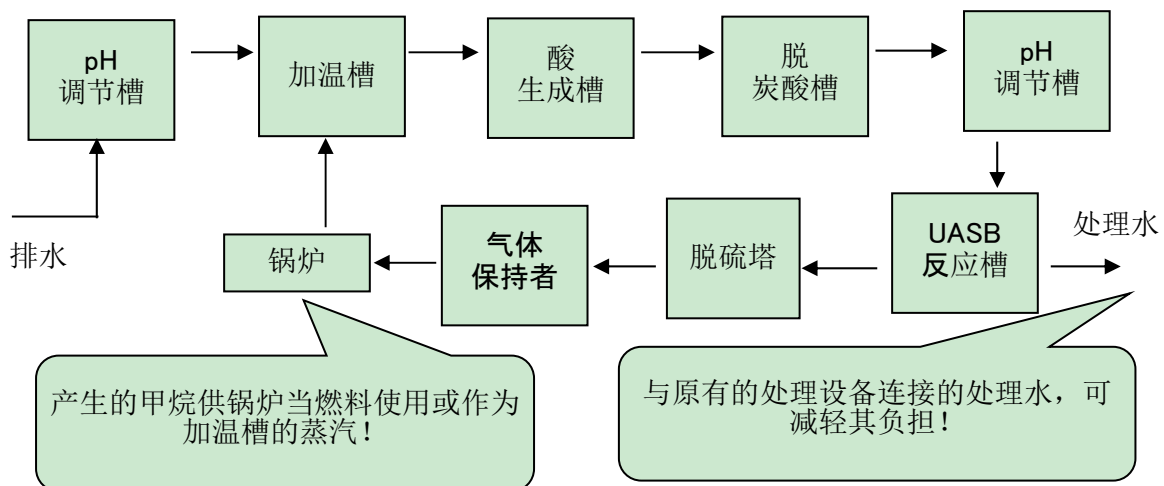 pH
调节槽
加温槽
酸
生成槽
脱
炭酸槽
pH
调节槽
排水
锅炉
气体
保持者
脱硫塔
UASB
反应槽
处理水
产生的甲烷供锅炉当燃料使用或作为
加温槽的蒸汽！
与原有的处理设备连接的处理水，可
减轻其负担！